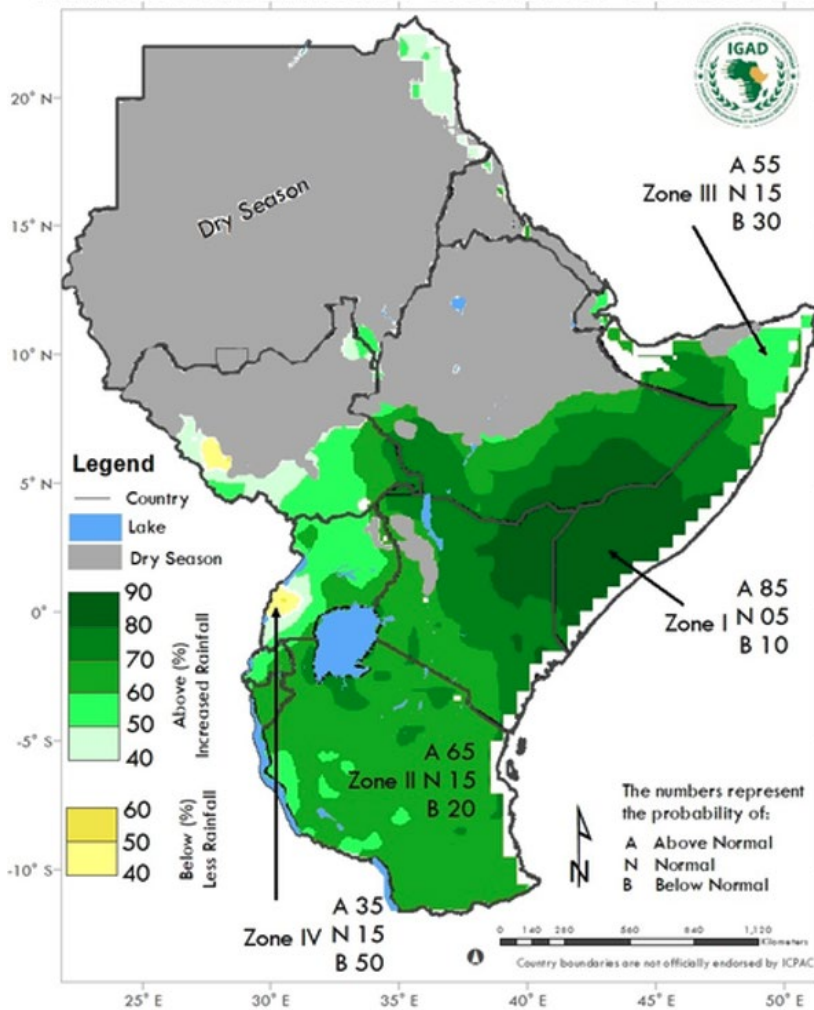 IGAD
20° N
15° N
10° N
5° N
0°
-5° S
-10° S
Dry Season
A 55
Zone III N 15
B 30
A 85
Zone I N 05
B 10
A 65
Zone II N 15
B 20
A 35
Zone IV N 15
B 50
Legend
Country
Lake
Dry Season
90
80
70
60
50
40
Above (%)
Increased Rainfall
60
50
40
Below (%)
Less Rainfall
The numbers represent
the probability of:
A Above Normal
N Normal
B Below Normal
N
0 140 280 560 840 1,120
Kilometers
Country boundaries are not officially endorsed by ICPAC
25° E 30° E 35° E 40° E 45° E 50° E